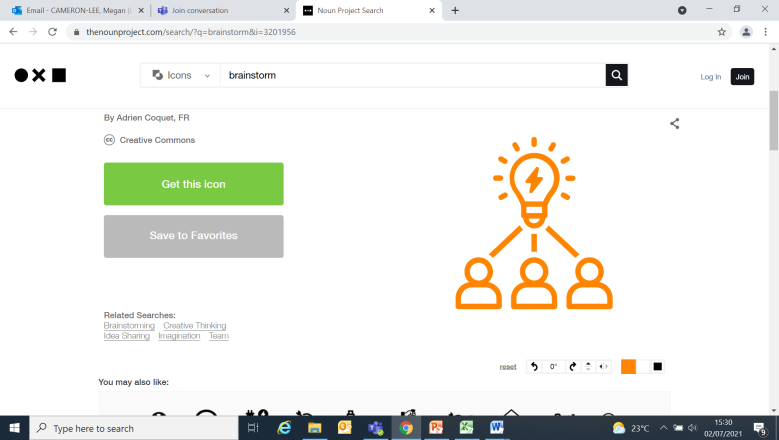 Email - CAMERON-LEE, Megan (L
Join conversation
Noun Project Search
thenounproject.com/search/?q=brainstorm&i=3201956
Icons
brainstorm
Log In
Join
By Adrien Coquet, FR
Creative Commons
Get this icon
Save to Favorites
Related Searches:
Brainstorming Creative Thinking
Idea Sharing Imagination Team
reset
0°
You may also like:
Type here to search
23°C
15:30
02/07/2021
9